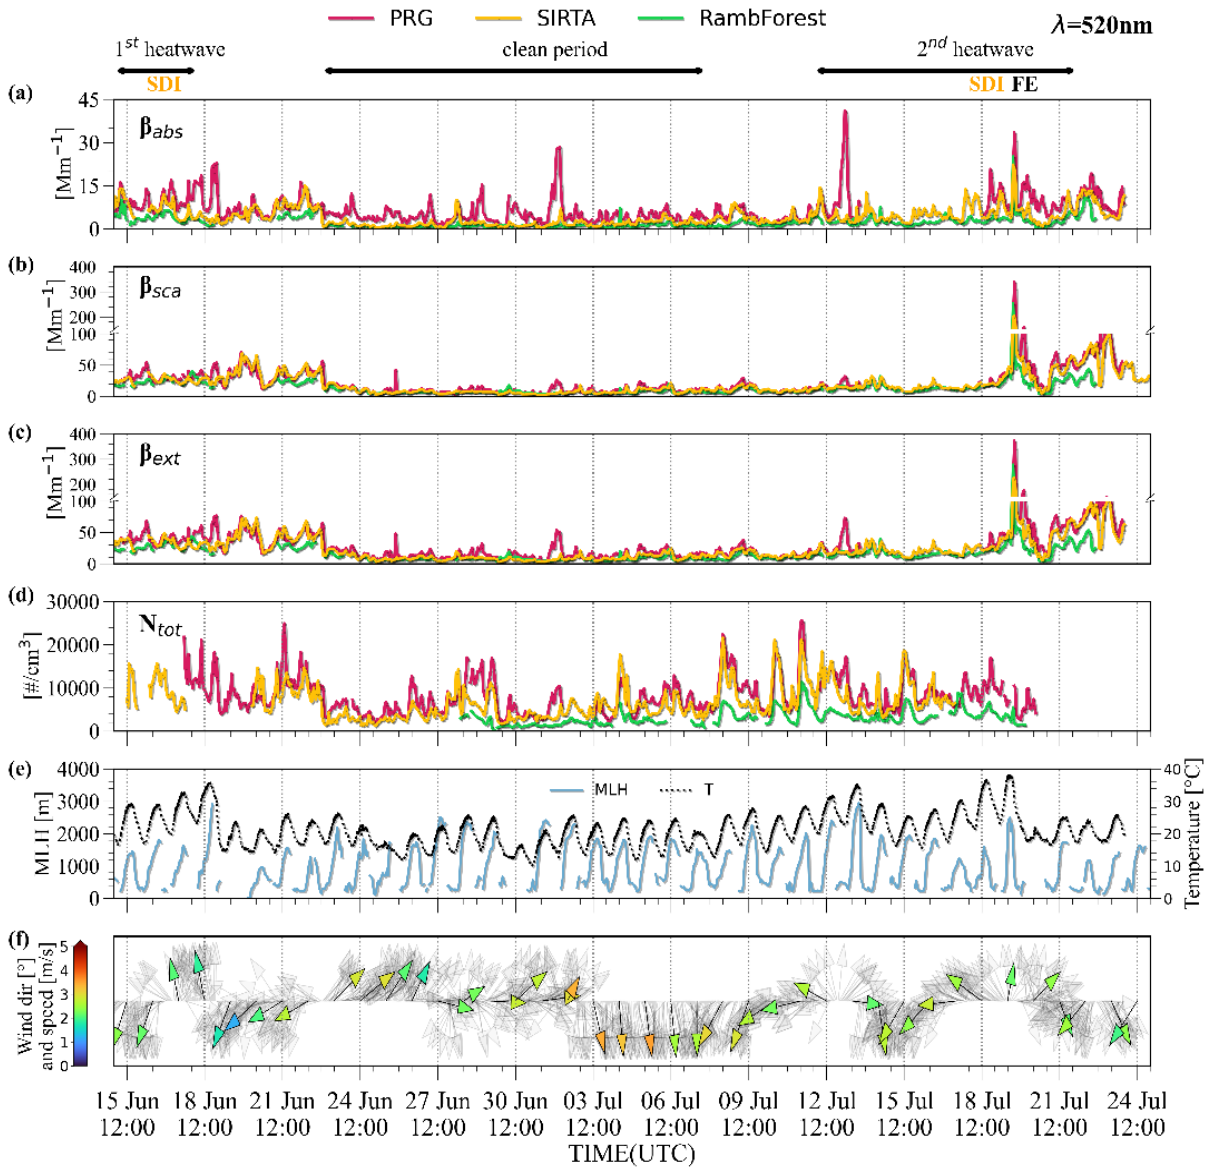 PRG SIRTA RambForest λ=520nm
1st heatwave clean period 2nd heatwave
SDI SDI FE
(a)
βabs
[Mm−1]
45
30
15
0
(b)
βsca
[Mm−1]
400
300
200
100
50
0
(c)
βext
[Mm−1]
400
300
200
100
50
0
(d)
Ntot
[#/cm3]
30000
20000
10000
0
(e)
MLH T
MLH [m]
4000
3000
2000
1000
0
40
30
20
10
0
Temperature [°C]
(f)
Wind dir [°]
and speed [m/s]
5
4
3
2
1
0
15 Jun 18 Jun 21 Jun 24 Jun 27 Jun 30 Jun 03 Jul 06 Jul 09 Jul 12 Jul 15 Jul 18 Jul 21 Jul 24 Jul
12:00 12:00 12:00 12:00 12:00 12:00 12:00 12:00 12:00 12:00 12:00 12:00 12:00 12:00
TIME(UTC)